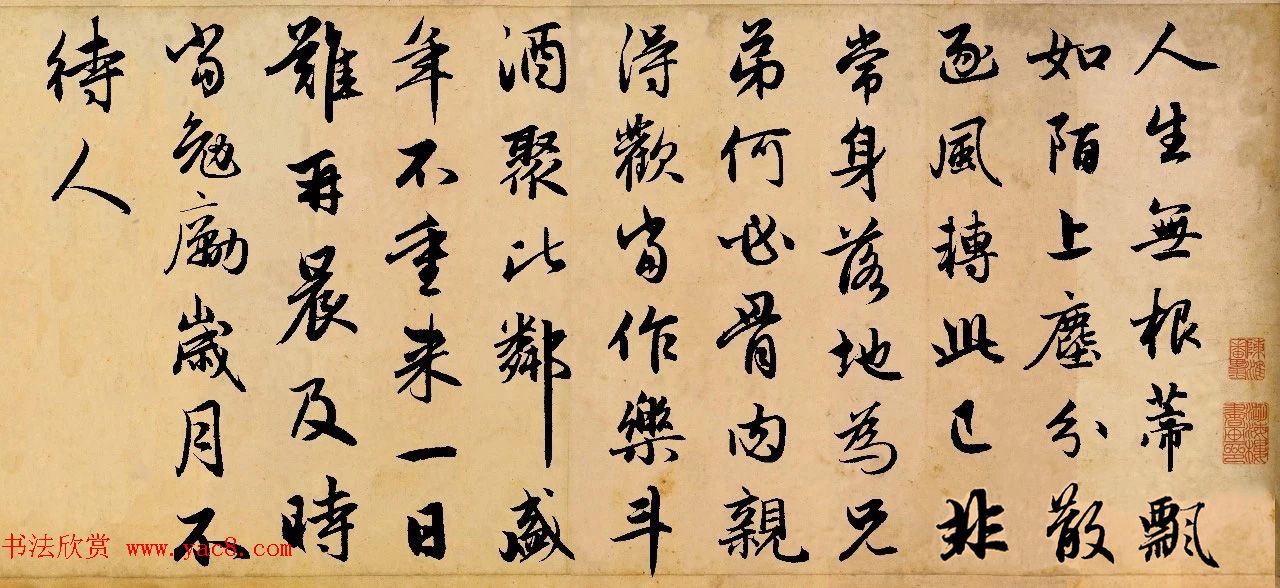 人生無根蒂飄
如陌上塵分散
逐風轉此已非
常身落地為兄
弟何必骨肉親
得歡當作樂斗
酒聚比鄰盛
年不重来一日
難再晨及時
當勉勵歲月不
待人
书法欣赏 www.yac8.com